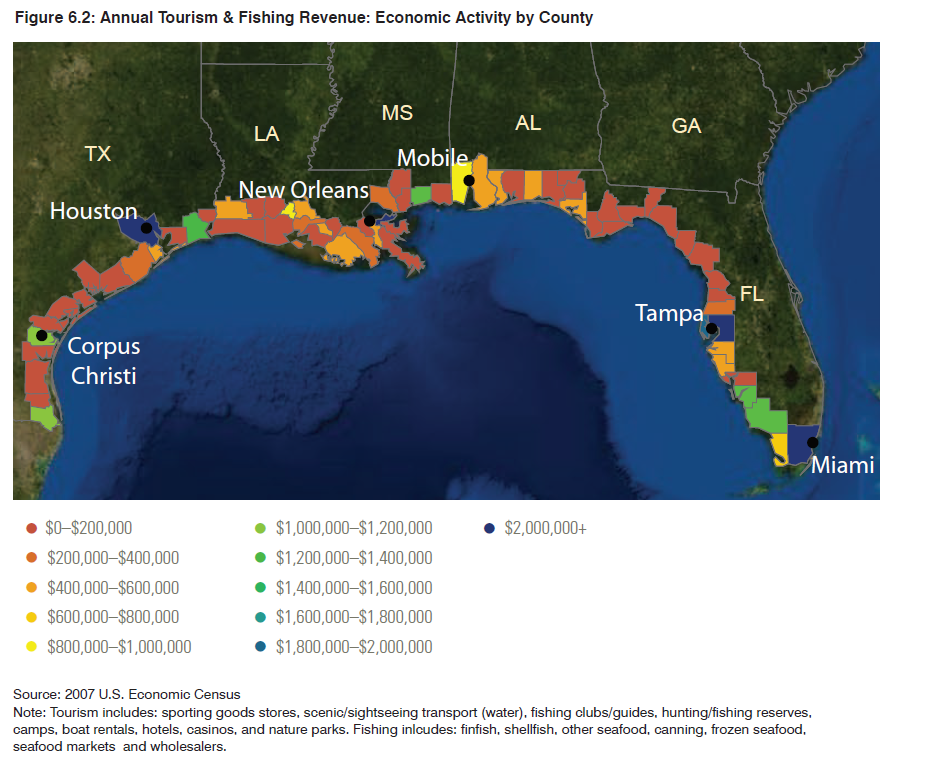 Figure 6.2: Annual Tourism & Fishing Revenue: Economic Activity by County
MS
AL
GA
LA
TX
Mobile
New Orleans
Houston
FL
Tampa
Corpus
Christi
Miami
$0–$200,000
$200,000–$400,000
$400,000–$600,000
$600,000–$800,000
$800,000–$1,000,000
$1,000,000–$1,200,000
$1,200,000–$1,400,000
$1,400,000–$1,600,000
$1,600,000–$1,800,000
$1,800,000–$2,000,000
$2,000,000+
Source: 2007 U.S. Economic Census
Note: Tourism includes: sporting goods stores, scenic/sightseeing transport (water), fishing clubs/guides, hunting/fishing reserves,
camps, boat rentals, hotels, casinos, and nature parks. Fishing inlcudes: finfish, shellfish, other seafood, canning, frozen seafood,
seafood markets and wholesalers.